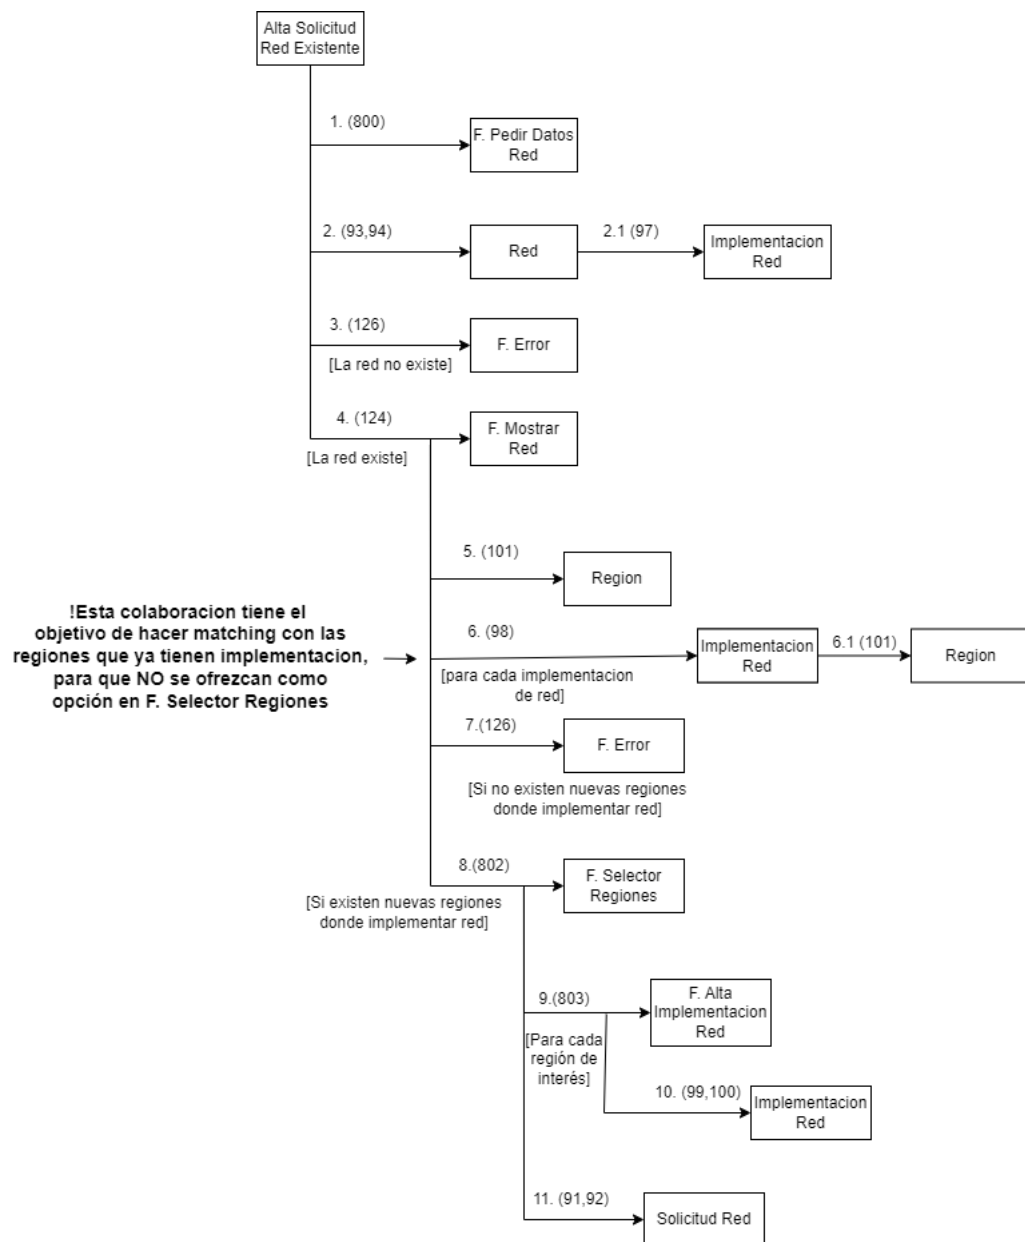 Alta Solicitud
Red Existente
1. (800)
F. Pedir Datos
Red
2. (93,94)
Red
2.1 (97)
Implementacion
Red
3. (126)
F. Error
[La red no existe]
4. (124)
F. Mostrar
Red
[La red existe]
5. (101)
Region
!Esta colaboracion tiene el
objetivo de hacer matching con las
regiones que ya tienen implementacion,
para que NO se ofrezcan como
opción en F. Selector Regiones
6. (98)
[para cada implementacion
de red]
Implementacion
Red
6.1 (101)
Region
7.(126)
F. Error
[Si no existen nuevas regiones
donde implementar red]
8.(802)
F. Selector
Regiones
[Si existen nuevas regiones
donde implementar red]
9.(803)
F. Alta
Implementacion
Red
[Para cada
región de
interés]
10. (99,100)
Implementacion
Red
11. (91,92)
Solicitud Red